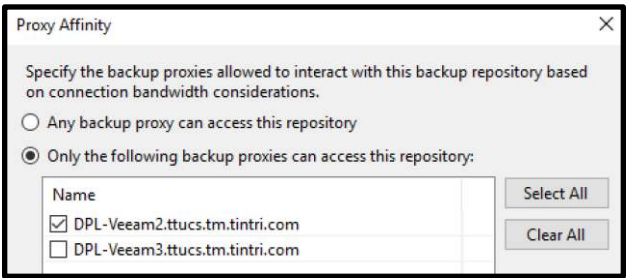 Proxy Affinity
Specify the backup proxies allowed to interact with this backup repository based
on connection bandwidth considerations.
Any backup proxy can access this repository
Only the following backup proxies can access this repository:
Name
DPL-Veeam2.ttucs.tm.tintri.com
DPL-Veeam3.ttucs.tm.tintri.com
Select All
Clear All